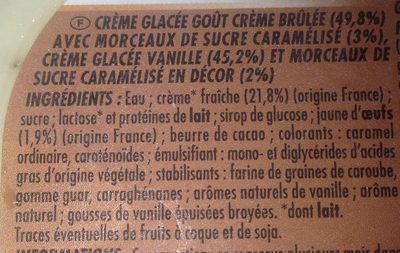 F CRÈME GLACÉE GOÛT CRÈME BRÛLÉE (49,8%)
AVEC MORCEAUX DE SUCRE CARAMÉLISÉ (3%),
CRÈME GLACÉE VANILLE (45,2%) ET MORCEAUX DE
SUCRE CARAMÉLISÉ EN DÉCOR (2%)
INGRÉDIENTS : Eau ; crème* fraîche (21,8%) (origine France) ;
sucre ; lactose* et protéines de lait ; sirop de glucose ; jaune d'œufs
(1,9%) (origine France) ; beurre de cacao ; colorants : caramel
ordinaire, caroténoïdes ; émulsifiant : mono- et diglycérides d'acides
gras d'origine végétale ; stabilisants : farine de graines de caroube,
gomme guar, carraghénanes ; arômes naturels de vanille ; arôme
naturel ; gousses de vanille épuisées broyées. *dont lait.
Traces éventuelles de fruits à coque et de soja.